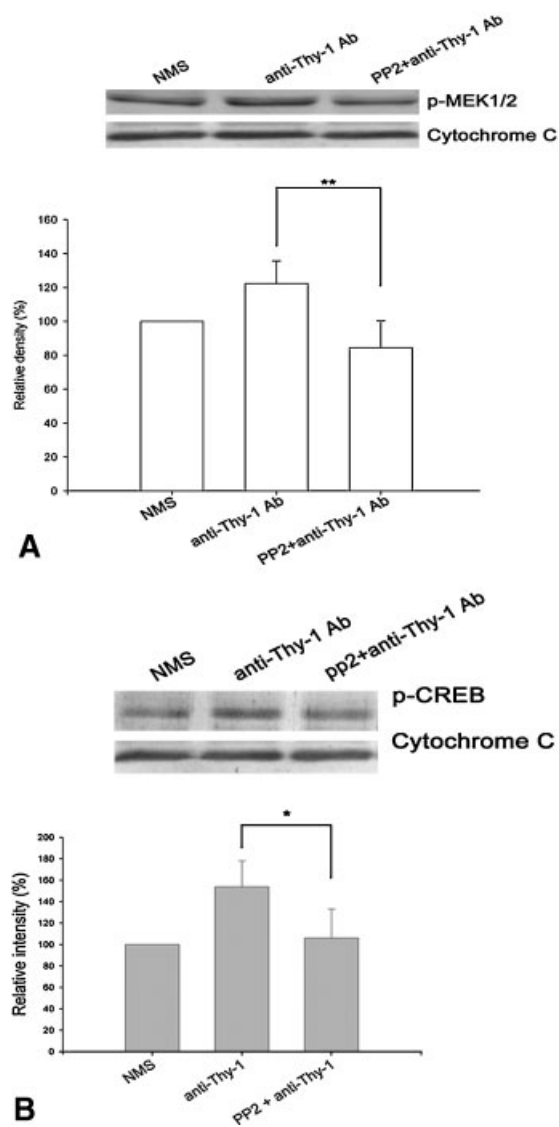 NMS anti-Thy-1 Ab PP2+anti-Thy-1 Ab
p-MEK1/2
Cytochrome C
**
Relative density (%)
160
140
120
100
80
60
40
20
0
NMS anti-Thy-1 Ab PP2+anti-Thy-1 Ab
A
NMS anti-Thy-1 Ab pp2+anti-Thy-1 Ab
p-CREB
Cytochrome C
*
Relative intensity (%)
200
180
160
140
120
100
80
60
40
20
0
NMS anti-Thy-1 PP2 + anti-Thy-1
B